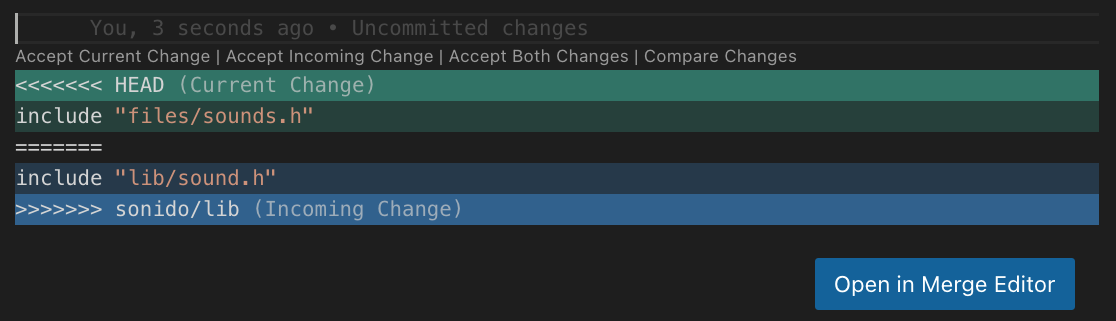 You, 3 seconds ago • Uncommitted changes
Accept Current Change | Accept Incoming Change | Accept Both Changes | Compare Changes
<<<<<<< HEAD (Current Change)
include "files/sounds.h"
=======
include "lib/sound.h"
>>>>>>> sonido/lib (Incoming Change)
Open in Merge Editor